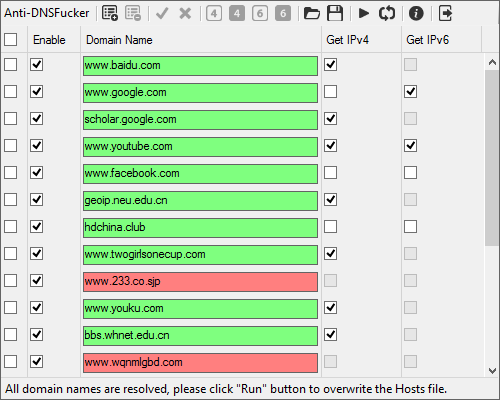 Anti-DNSFucker 4 4 6 6
Enable Domain Name Get IPv4 Get IPv6
www.baidu.com
www.google.com
scholar.google.com
www.youtube.com
www.facebook.com
geoip.neu.edu.cn
hdchina.club
www.twogirlsonecup.com
www.233.co.sjp
www.youku.com
bbs.whnet.edu.cn
www.wqnmlgbd.com
All domain names are resolved, please click "Run" button to overwrite the Hosts file.